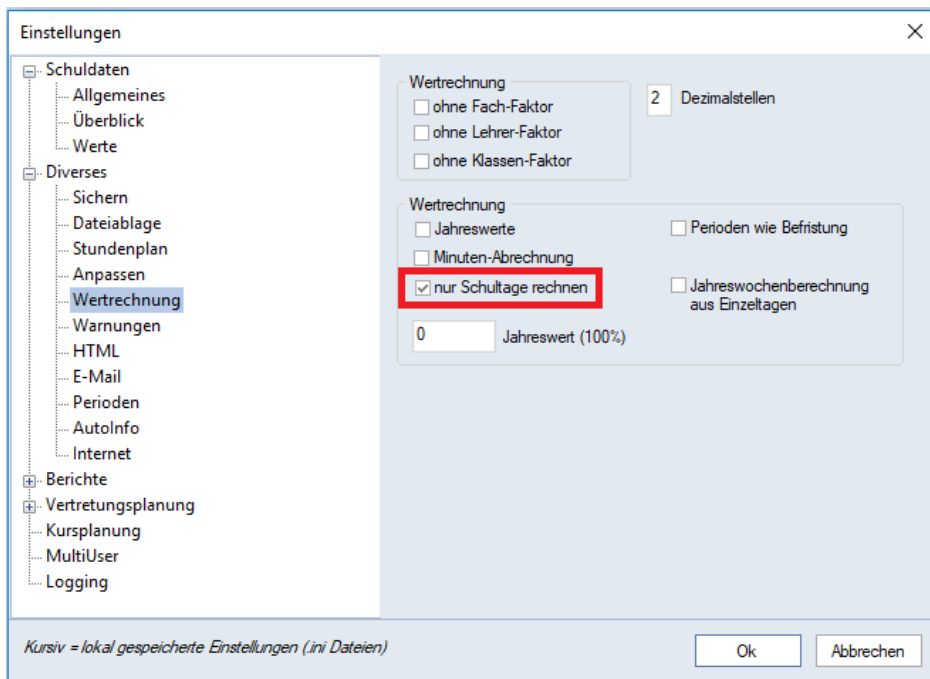 Einstellungen
Schuldaten
Allgemeines
Überblick
Werte
Diverses
Sichern
Dateiablage
Stundenplan
Anpassen
Wertrechnung
Warnungen
HTML
E-Mail
Perioden
AutoInfo
Internet
Berichte
Vertretungsplanung
Kursplanung
MultiUser
Logging
Wertrechnung
ohne Fach-Faktor
ohne Lehrer-Faktor
ohne Klassen-Faktor
2 Dezimalstellen
Wertrechnung
Jahreswerte
Minuten-Abrechnung
nur Schultage rechnen
0 Jahreswert (100%)
Perioden wie Befristung
Jahreswochenberechnung
aus Einzeltagen
Kursiv = lokal gespeicherte Einstellungen (.ini Dateien)
Ok
Abbrechen